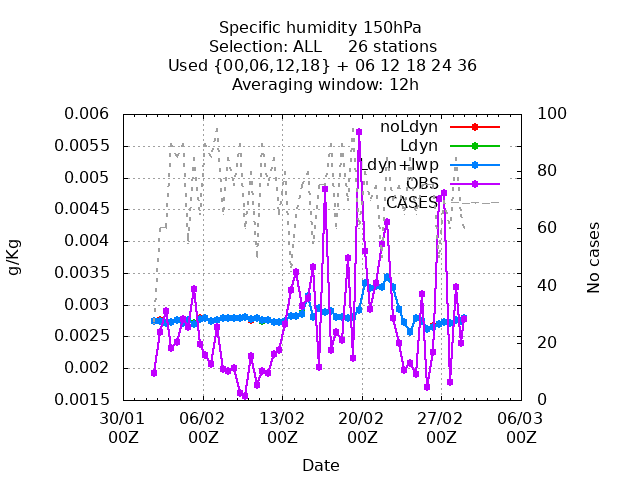 Specific humidity 150hPa
Selection: ALL     26 stations
Used {00,06,12,18} + 06 12 18 24 36
Averaging window: 12h
0.006
0.0055
0.005
0.0045
0.004
0.0035
0.003
0.0025
0.002
0.0015
100
80
60
40
20
0
noLdyn
Ldyn
Ldyn+lwp
OBS
CASES
g/Kg
No cases
30/01 06/02 13/02 20/02 27/02 06/03
00Z 00Z 00Z 00Z 00Z 00Z
Date